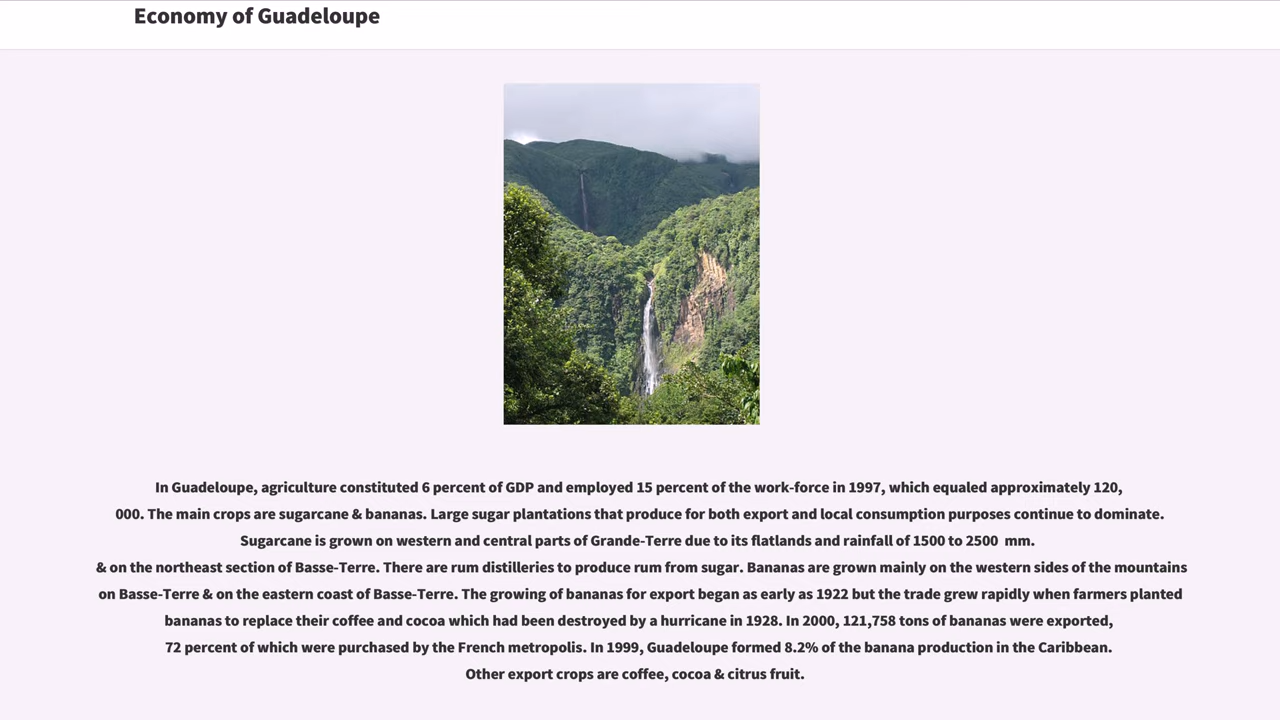 Economy of Guadeloupe
In Guadeloupe, agriculture constituted 6 percent of GDP and employed 15 percent of the work-force in 1997, which equaled approximately 120,
000. The main crops are sugarcane & bananas. Large sugar plantations that produce for both export and local consumption purposes continue to dominate.
Sugarcane is grown on western and central parts of Grande-Terre due to its flatlands and rainfall of 1500 to 2500  mm.
& on the northeast section of Basse-Terre. There are rum distilleries to produce rum from sugar. Bananas are grown mainly on the western sides of the mountains
on Basse-Terre & on the eastern coast of Basse-Terre. The growing of bananas for export began as early as 1922 but the trade grew rapidly when farmers planted
bananas to replace their coffee and cocoa which had been destroyed by a hurricane in 1928. In 2000, 121,758 tons of bananas were exported,
72 percent of which were purchased by the French metropolis. In 1999, Guadeloupe formed 8.2% of the banana production in the Caribbean.
Other export crops are coffee, cocoa & citrus fruit.